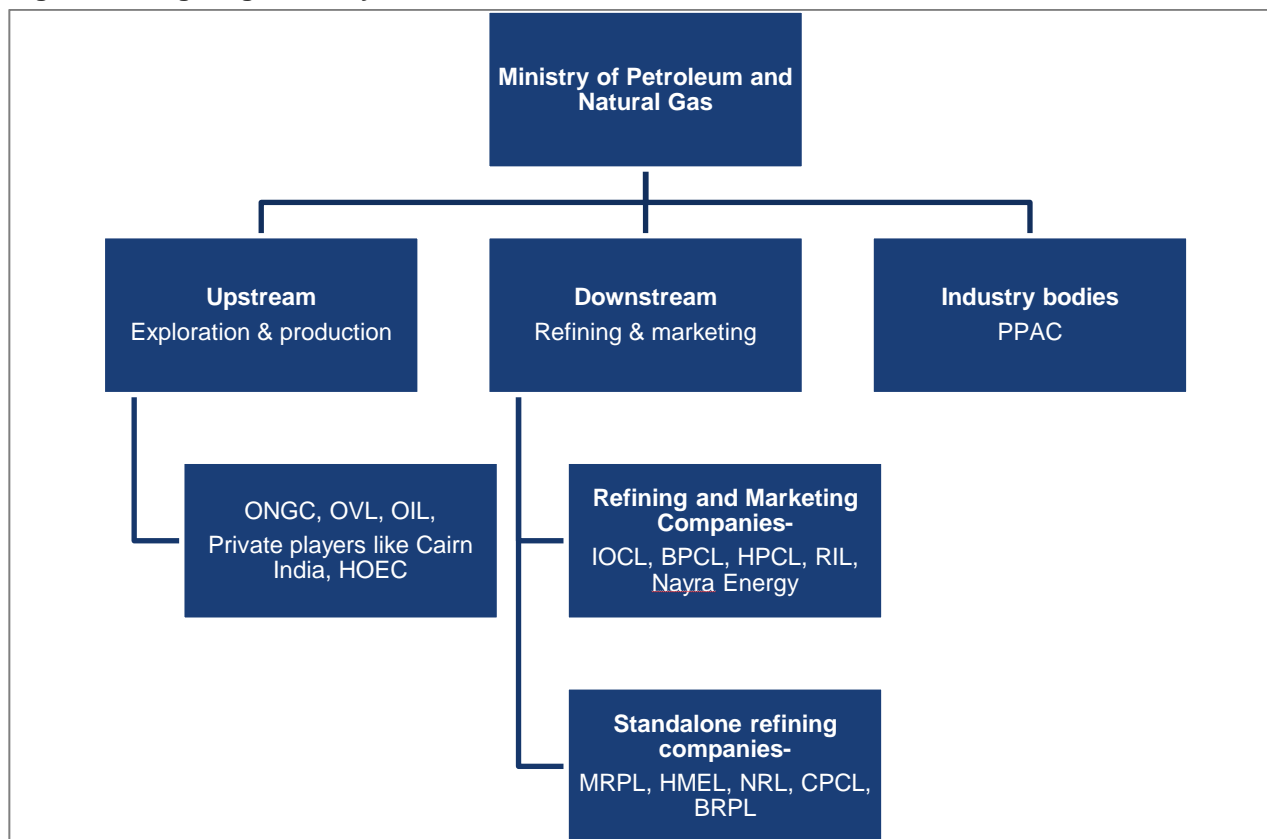 Ministry of Petroleum and
Natural Gas
Upstream
Exploration & production
Downstream
Refining & marketing
Industry bodies
PPAC
ONGC, OVL, OIL,
Private players like Cairn
India, HOEC
Refining and Marketing
Companies-
IOCL, BPCL, HPCL, RIL,
Nayra Energy
Standalone refining
companies-
MRPL, HMEL, NRL, CPCL,
BRPL